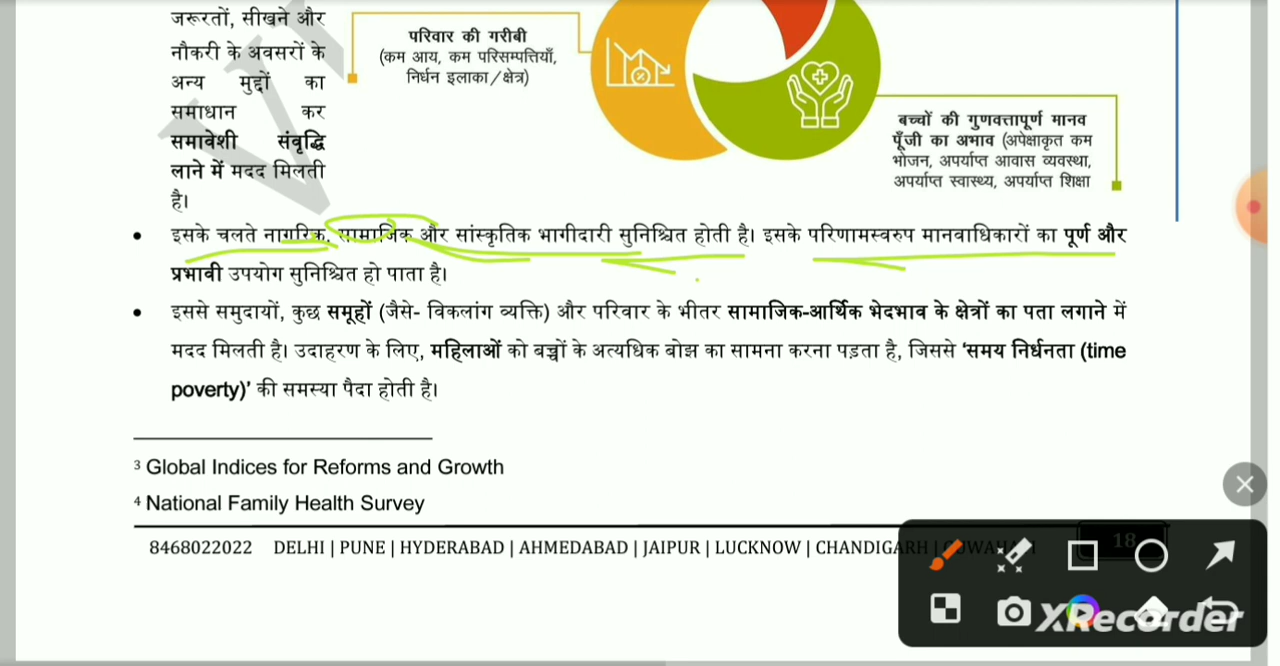 जरूरतों, सीखने और
नौकरी के अवसरों के
अन्य मुद्दों का
समाधान कर
समावेशी संवृद्धि
लाने में मदद मिलती
है।
परिवार की गरीबी
(कम आय, कम परिसम्पत्तियाँ,
निर्धन इलाका/क्षेत्र)
बच्चों की गुणवत्तापूर्ण मानव
पूँजी का अभाव (अपेक्षाकृत कम
भोजन, अपर्याप्त आवास व्यवस्था,
अपर्याप्त स्वास्थ्य, अपर्याप्त शिक्षा
• इसके चलते नागरिक, सामाजिक और सांस्कृतिक भागीदारी सुनिश्चित होती है। इसके परिणामस्वरुप मानवाधिकारों का पूर्ण और
प्रभावी उपयोग सुनिश्चित हो पाता है।
• इससे समुदायों, कुछ समूहों (जैसे- विकलांग व्यक्ति) और परिवार के भीतर सामाजिक-आर्थिक भेदभाव के क्षेत्रों का पता लगाने में
मदद मिलती है। उदाहरण के लिए, महिलाओं को बच्चों के अत्यधिक बोझ का सामना करना पड़ता है, जिससे 'समय निर्धनता (time
poverty)' की समस्या पैदा होती है।
3 Global Indices for Reforms and Growth
4 National Family Health Survey
8468022022 DELHI | PUNE | HYDERABAD | AHMEDABAD | JAIPUR | LUCKNOW | CHANDIGARH | GUWAHATI
18
XRecorder